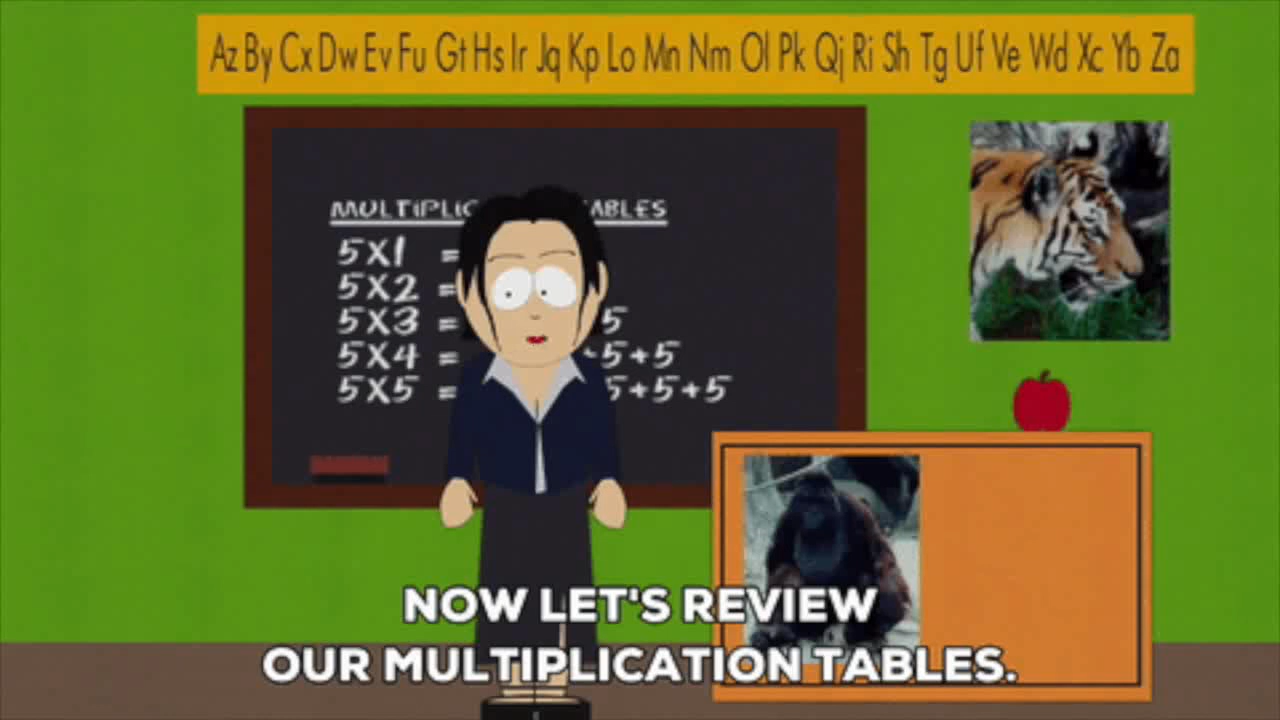 Az By Cx Dw Ev Fu Gt Hs Ir Jq Kp Lo Mn Nm Ol Pk Qj Ri Sh Tg Uf Ve Wd Xc Yb Za
5X1 =
5X2 =
5X3 = 5
5X4 = +5+5
5X5 = 5+5+5
NOW LET'S REVIEW
OUR MULTIPLICATION TABLES.